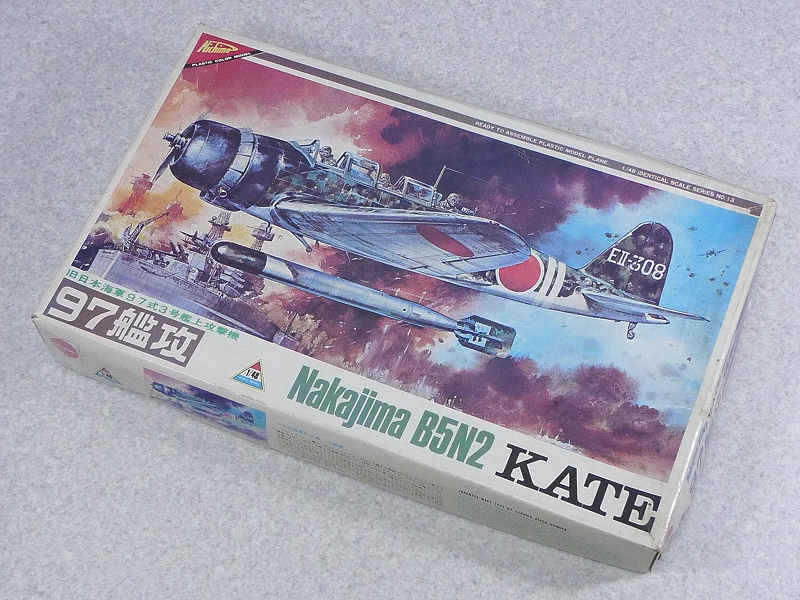 Nichimo
PLASTIC COLOR MODEL
READY TO ASSEMBLE PLASTIC MODEL PLANE 1/48 IDENTICAL SCALE SERIES NO 13
EII-308
旧日本海軍97式3号艦上攻撃機
97艦攻
1/48
Nakajima B5N2 KATE